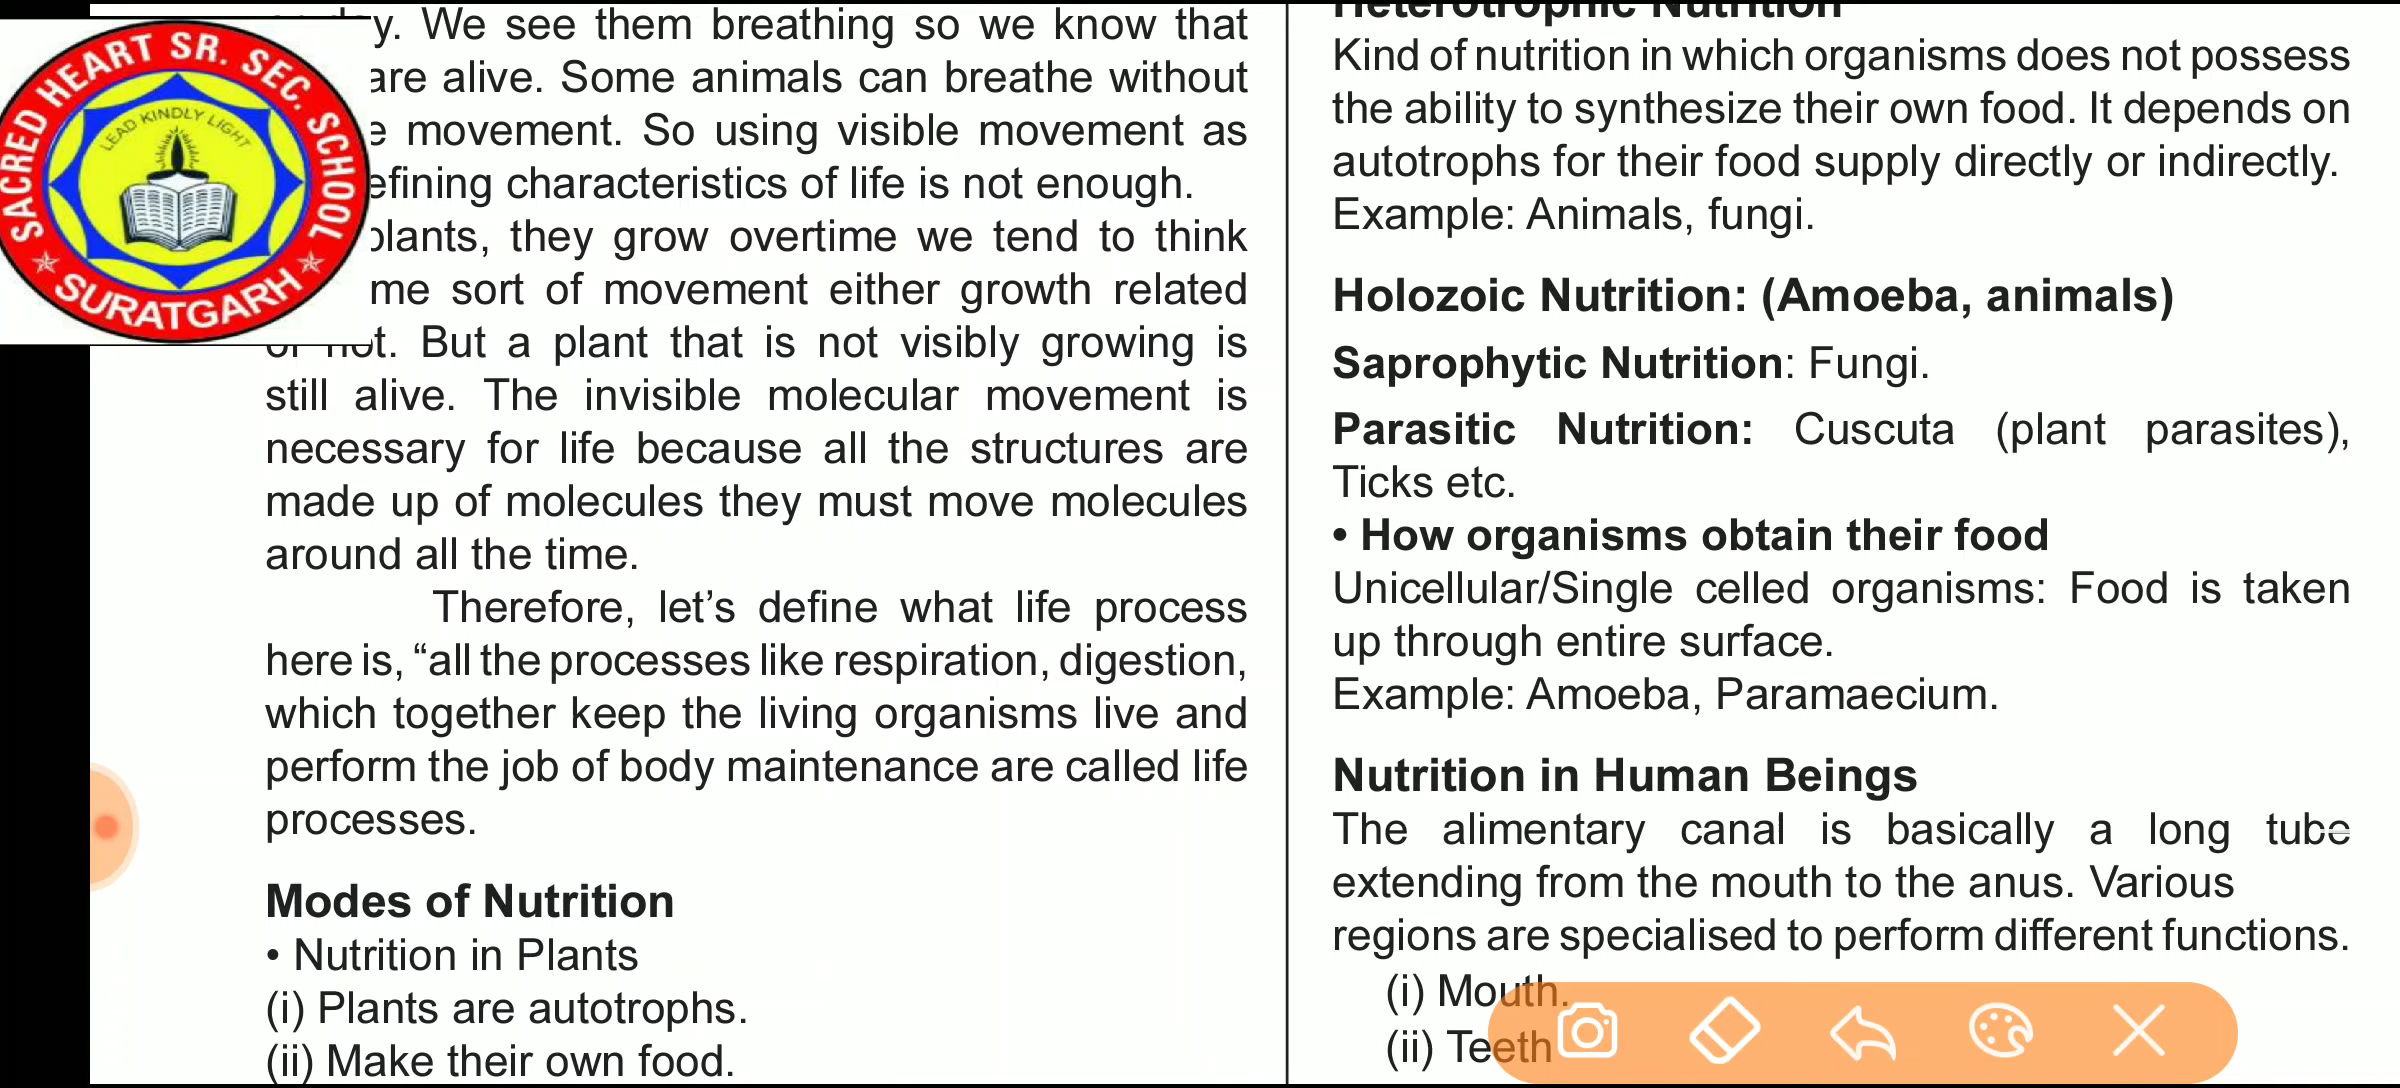 SACRED HEART SR. SEC. SCHOOL
LEAD KINDLY LIGHT
SURATGARH
We see them breathing so we know that
are alive. Some animals can breathe without
movement. So using visible movement as
characteristics of life is not enough.
they grow overtime we tend to think
sort of movement either growth related
or not. But a plant that is not visibly growing is
still alive. The invisible molecular movement is
necessary for life because all the structures are
made up of molecules they must move molecules
around all the time.
Therefore, let’s define what life process
here is, “all the processes like respiration, digestion,
which together keep the living organisms live and
perform the job of body maintenance are called life
processes.
Modes of Nutrition
• Nutrition in Plants
(i) Plants are autotrophs.
(ii) Make their own food.
Heterotrophic Nutrition
Kind of nutrition in which organisms does not possess
the ability to synthesize their own food. It depends on
autotrophs for their food supply directly or indirectly.
Example: Animals, fungi.
Holozoic Nutrition: (Amoeba, animals)
Saprophytic Nutrition: Fungi.
Parasitic Nutrition: Cuscuta (plant parasites),
Ticks etc.
• How organisms obtain their food
Unicellular/Single celled organisms: Food is taken
up through entire surface.
Example: Amoeba, Paramaecium.
Nutrition in Human Beings
The alimentary canal is basically a long tube
extending from the mouth to the anus. Various
regions are specialised to perform different functions.
(i) Mouth.
(ii) Teeth